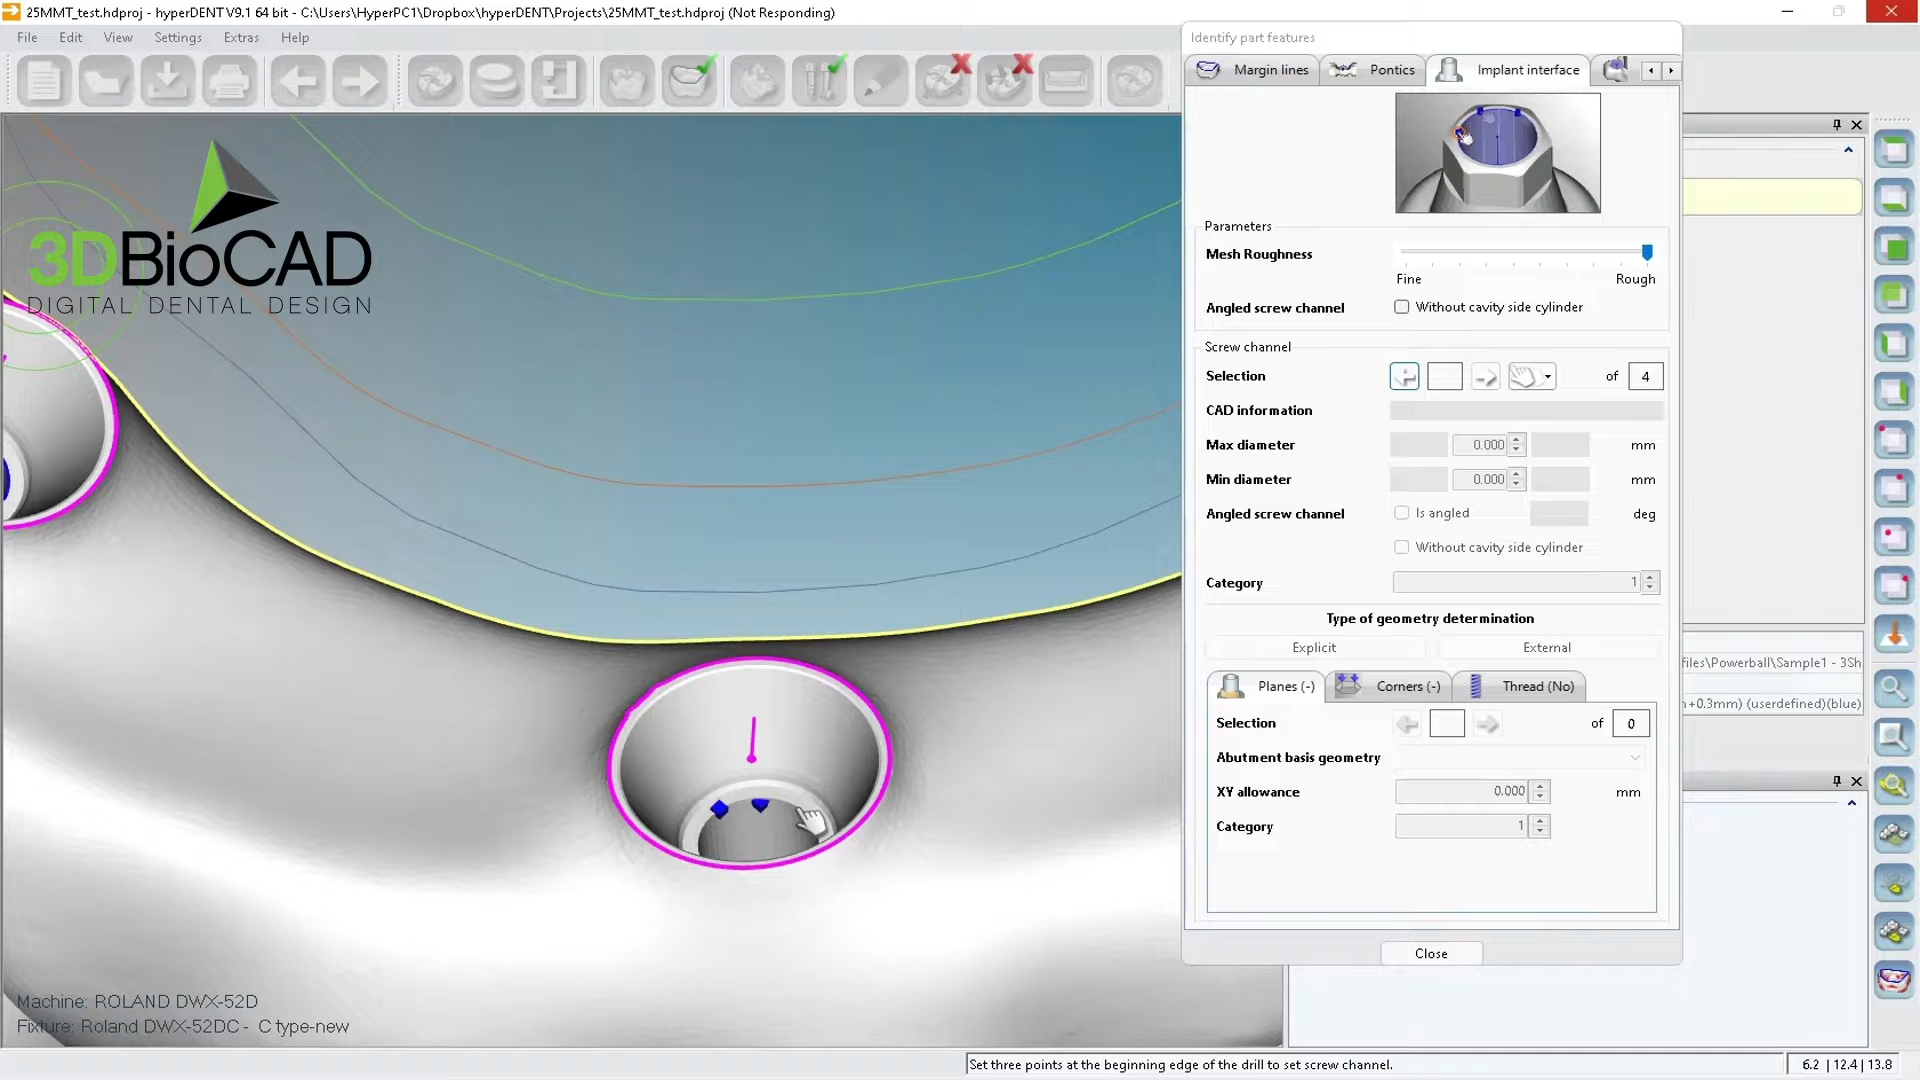 25MMT_test.hdproj - hyperDENT V9.1 64 bit - C:\Users\HyperPC1\Dropbox\hyperDENT\Projects\25MMT_test.hdproj (Not Responding)
File Edit View Settings Extras Help
3DBioCAD
DIGITAL DENTAL DESIGN
Machine: ROLAND DWX-52D
Fixture: Roland DWX-52DC - C type-new
Identify part features
Margin lines Pontics Implant interface
Parameters
Mesh Roughness
Fine Rough
Angled screw channel Without cavity side cylinder
Screw channel
Selection of 4
CAD information
Max diameter 0.000 mm
Min diameter 0.000 mm
Angled screw channel Is angled deg
Without cavity side cylinder
Category 1
Type of geometry determination
Explicit External
Planes (-) Corners (-) Thread (No)
Selection of 0
Abutment basis geometry
XY allowance 0.000 mm
Category 1
Close
files\Powerball\Sample1 - 3Sh
+0.3mm) (userdefined)(blue)
Set three points at the beginning edge of the drill to set screw channel.
6.2 | 12.4 | 13.8